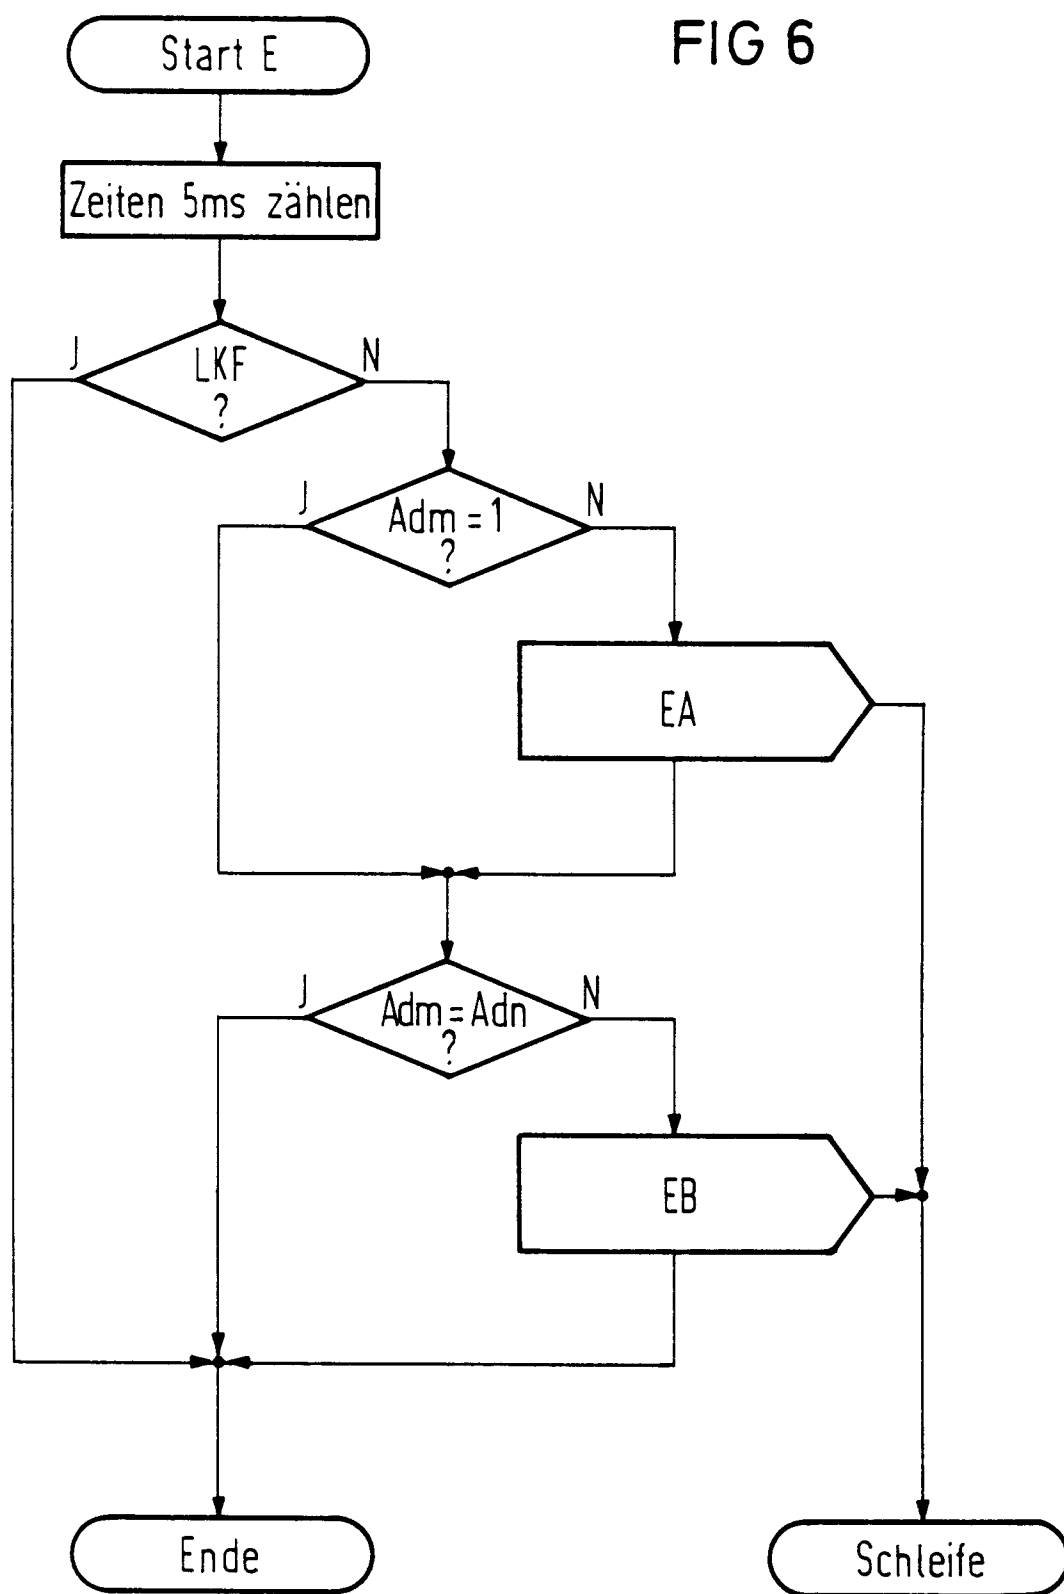 FIG 6
Start E
Zeiten 5ms zählen
J
N
LKF
?
J
N
Adm = 1
?
EA
J
N
Adm = Adn
?
EB
Ende
Schleife